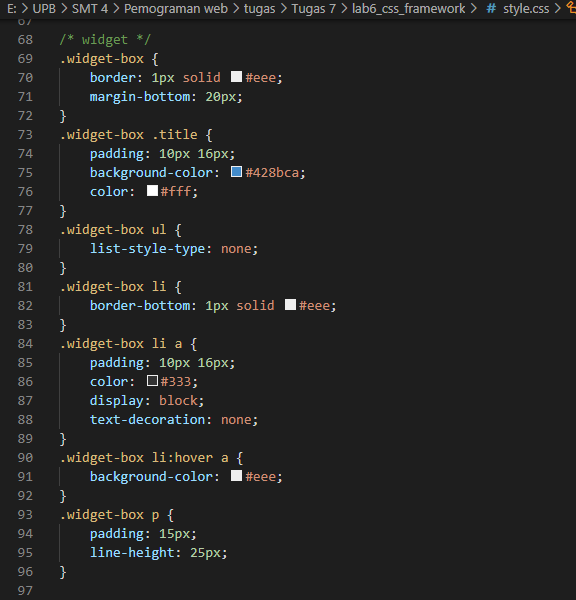 E: > UPB > SMT 4 > Pemograman web > tugas > Tugas 7 > lab6_css_framework > # style.css >
67
68 /* widget */
69 .widget-box {
70     border: 1px solid #eee;
71     margin-bottom: 20px;
72 }
73 .widget-box .title {
74     padding: 10px 16px;
75     background-color: #428bca;
76     color: #fff;
77 }
78 .widget-box ul {
79     list-style-type: none;
80 }
81 .widget-box li {
82     border-bottom: 1px solid #eee;
83 }
84 .widget-box li a {
85     padding: 10px 16px;
86     color: #333;
87     display: block;
88     text-decoration: none;
89 }
90 .widget-box li:hover a {
91     background-color: #eee;
92 }
93 .widget-box p {
94     padding: 15px;
95     line-height: 25px;
96 }
97